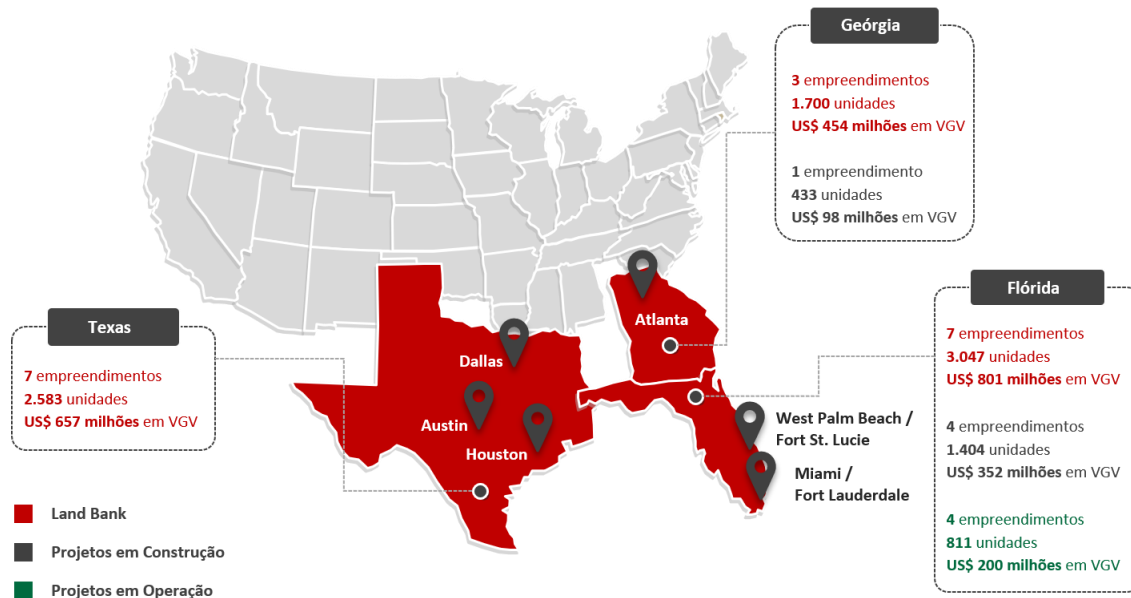 Geórgia
3 empreendimentos
1.700 unidades
US$ 454 milhões em VGV
1 empreendimento
433 unidades
US$ 98 milhões em VGV
Texas
7 empreendimentos
2.583 unidades
US$ 657 milhões em VGV
Dallas
Austin
Houston
Atlanta
West Palm Beach /
Fort St. Lucie
Miami /
Fort Lauderdale
Flórida
7 empreendimentos
3.047 unidades
US$ 801 milhões em VGV
4 empreendimentos
1.404 unidades
US$ 352 milhões em VGV
4 empreendimentos
811 unidades
US$ 200 milhões em VGV
Land Bank
Projetos em Construção
Projetos em Operação